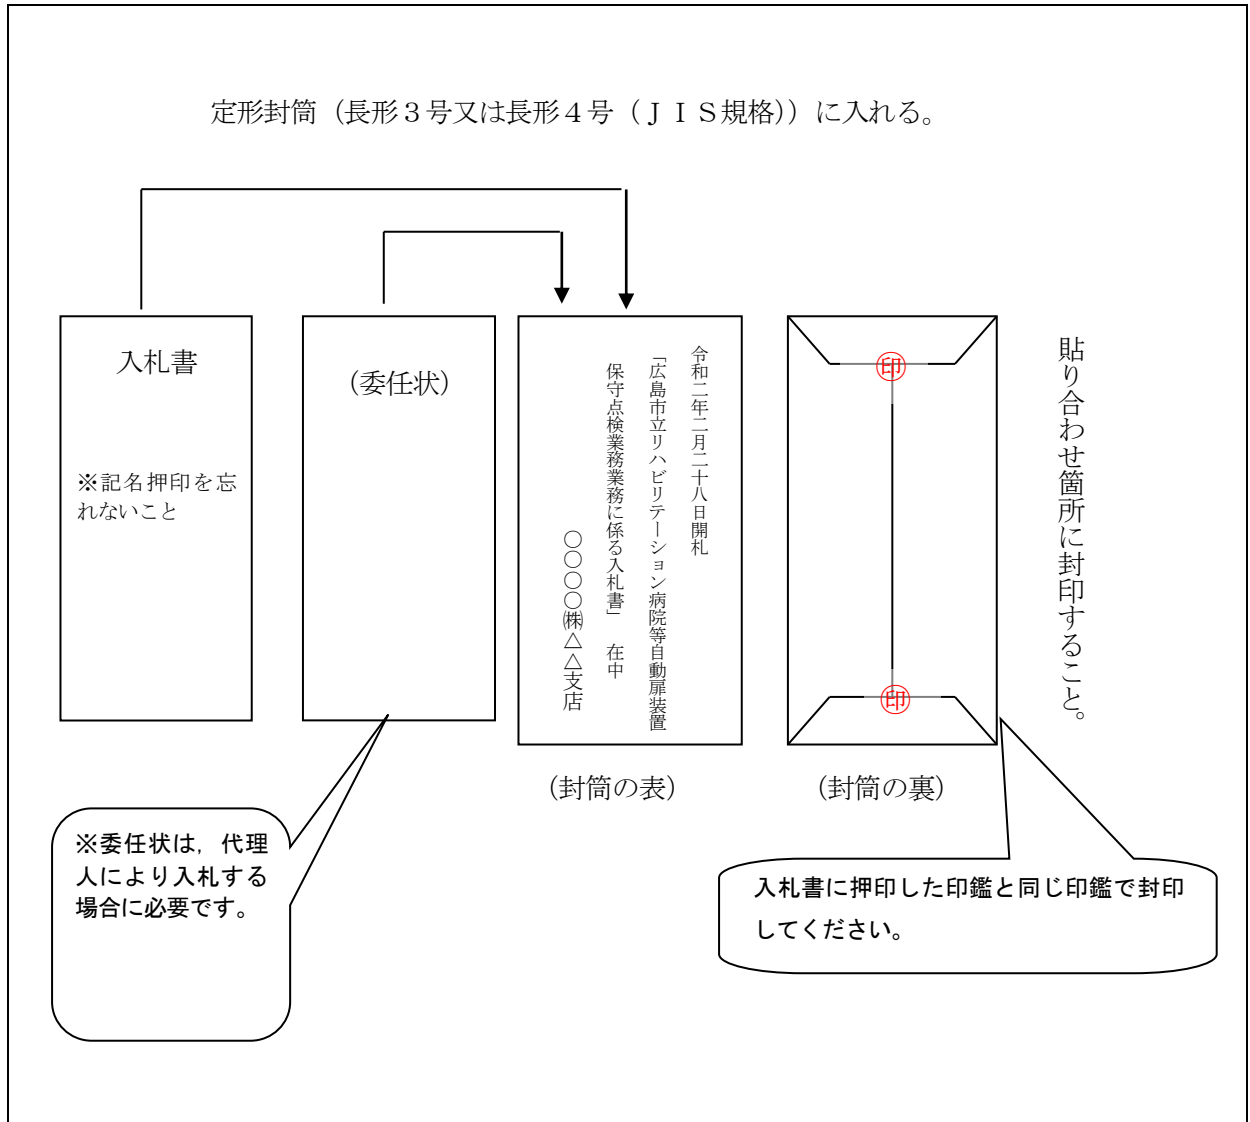 定形封筒（長形３号又は長形４号（ＪＩＳ規格））に入れる。
入札書
※記名押印を忘
れないこと
（委任状）
令和二年二月二十八日開札
「広島市立リハビリテーション病院等自動扉装置
保守点検業務業務に係る入札書」　在中
〇〇〇〇㈱△△支店
（封筒の表）
印
印
（封筒の裏）
貼り合わせ箇所に封印すること。
※委任状は，代理
人により入札する
場合に必要です。
入札書に押印した印鑑と同じ印鑑で封印
してください。